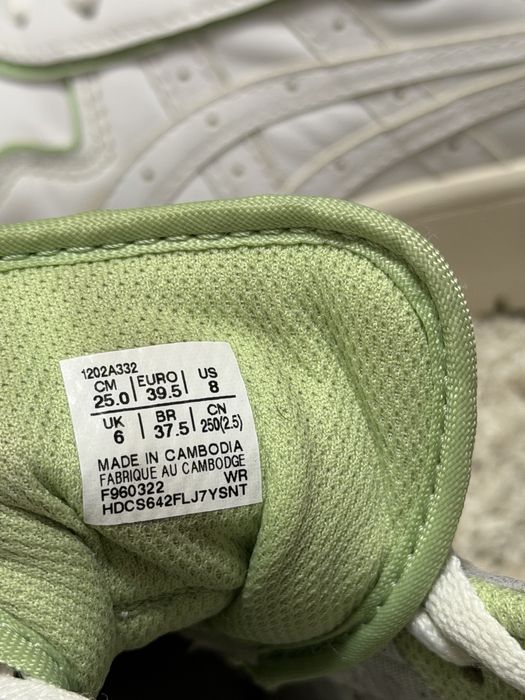 1202A332
CM 25.0 | EURO 39.5 | US 8
UK 6 | BR 37.5 | CN 250(2.5)
MADE IN CAMBODIA
FABRIQUE AU CAMBODGE
F960322 WR
HDCS642FLJ7YSNT